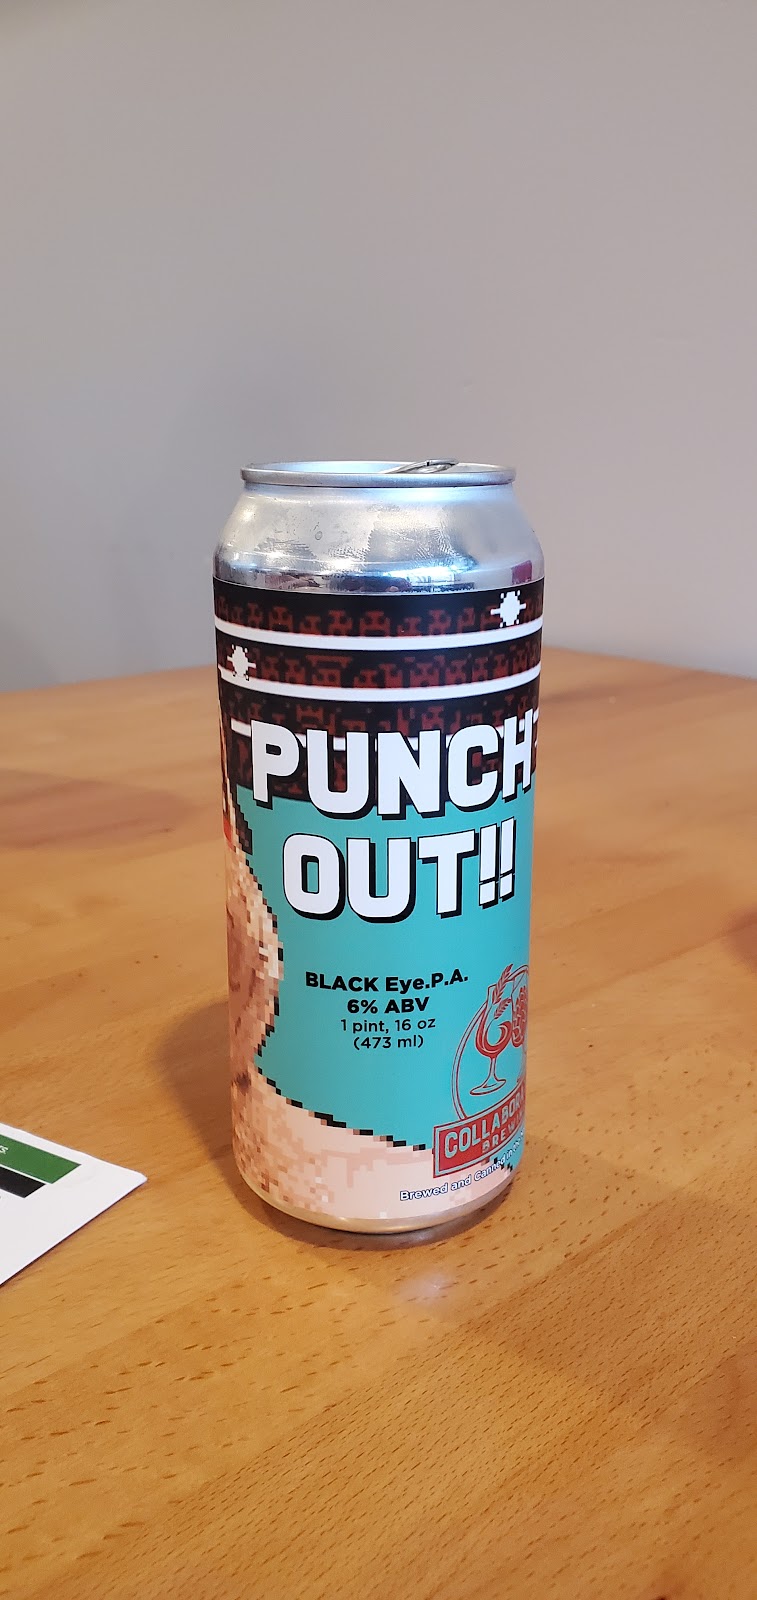 PUNCH
OUT!!
BLACK Eye.P.A.
6% ABV
1 pint, 16 oz
(473 ml)
Brewed and